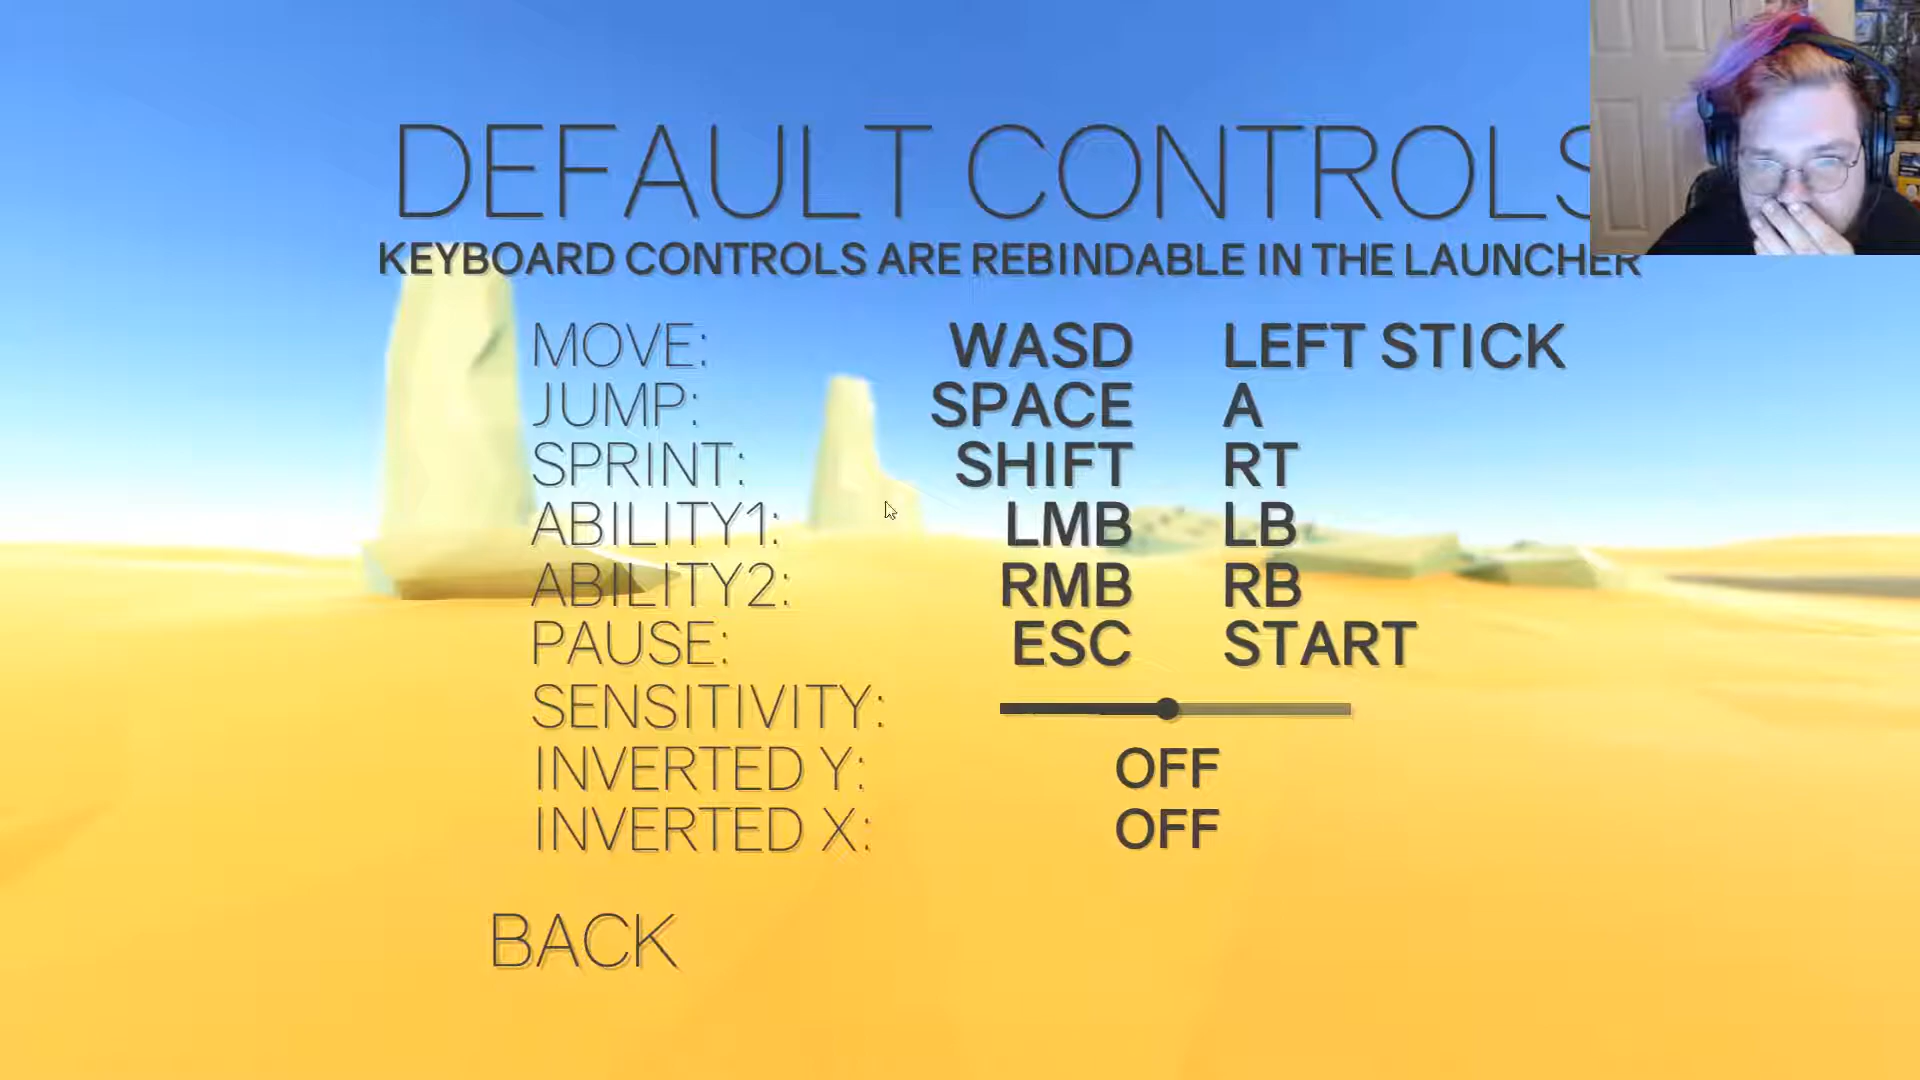 DEFAULT CONTROLS
KEYBOARD CONTROLS ARE REBINDABLE IN THE LAUNCHER
MOVE: WASD LEFT STICK
JUMP: SPACE A
SPRINT: SHIFT RT
ABILITY1: LMB LB
ABILITY2: RMB RB
PAUSE: ESC START
SENSITIVITY:
INVERTED Y: OFF
INVERTED X: OFF
BACK